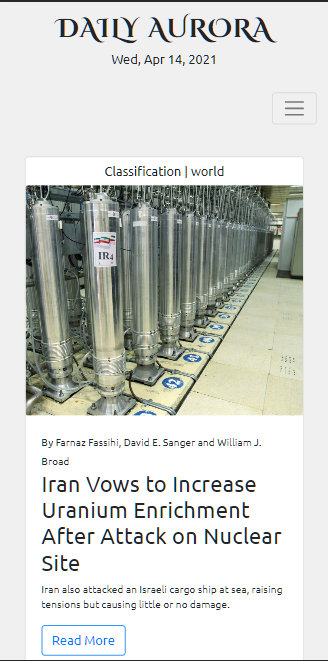 DAILY AURORA
Wed, Apr 14, 2021
Classification | world
IR4
By Farnaz Fassihi, David E. Sanger and William J.
Broad
Iran Vows to Increase
Uranium Enrichment
After Attack on Nuclear
Site
Iran also attacked an Israeli cargo ship at sea, raising
tensions but causing little or no damage.
Read More